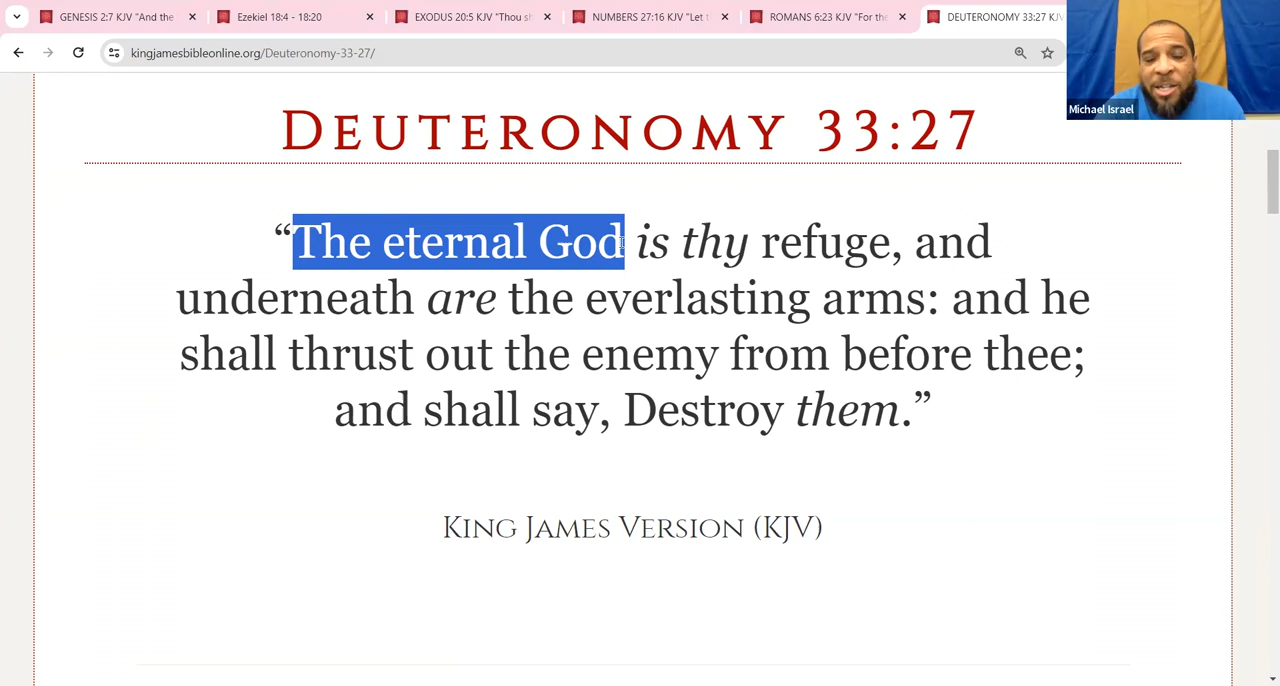 GENESIS 2:7 KJV "And the
Ezekiel 18:4 - 18:20
EXODUS 20:5 KJV "Thou sh
NUMBERS 27:16 KJV "Let t
ROMANS 6:23 KJV "For the
DEUTERONOMY 33:27 KJV
kingjamesbibleonline.org/Deuteronomy-33-27/
Michael Israel
DEUTERONOMY 33:27
“The eternal God is thy refuge, and
underneath are the everlasting arms: and he
shall thrust out the enemy from before thee;
and shall say, Destroy them.”
KING JAMES VERSION (KJV)